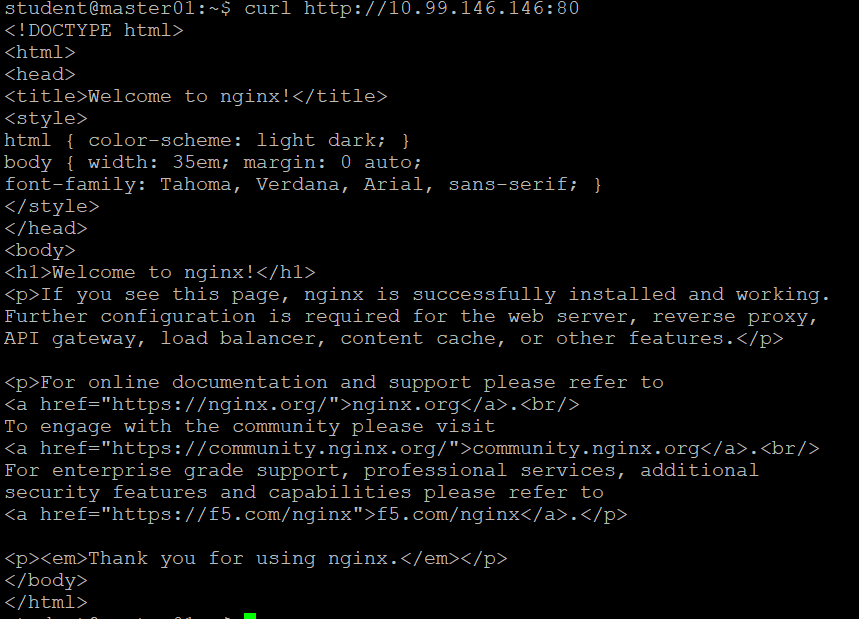 student@master01:~$ curl http://10.99.146.146:80
<!DOCTYPE html>
<html>
<head>
<title>Welcome to nginx!</title>
<style>
html { color-scheme: light dark; }
body { width: 35em; margin: 0 auto;
font-family: Tahoma, Verdana, Arial, sans-serif; }
</style>
</head>
<body>
<h1>Welcome to nginx!</h1>
<p>If you see this page, nginx is successfully installed and working.
Further configuration is required for the web server, reverse proxy,
API gateway, load balancer, content cache, or other features.</p>

<p>For online documentation and support please refer to
<a href="https://nginx.org/">nginx.org</a>.<br/>
To engage with the community please visit
<a href="https://community.nginx.org/">community.nginx.org</a>.<br/>
For enterprise grade support, professional services, additional
security features and capabilities please refer to
<a href="https://f5.com/nginx">f5.com/nginx</a>.</p>

<p><em>Thank you for using nginx.</em></p>
</body>
</html>